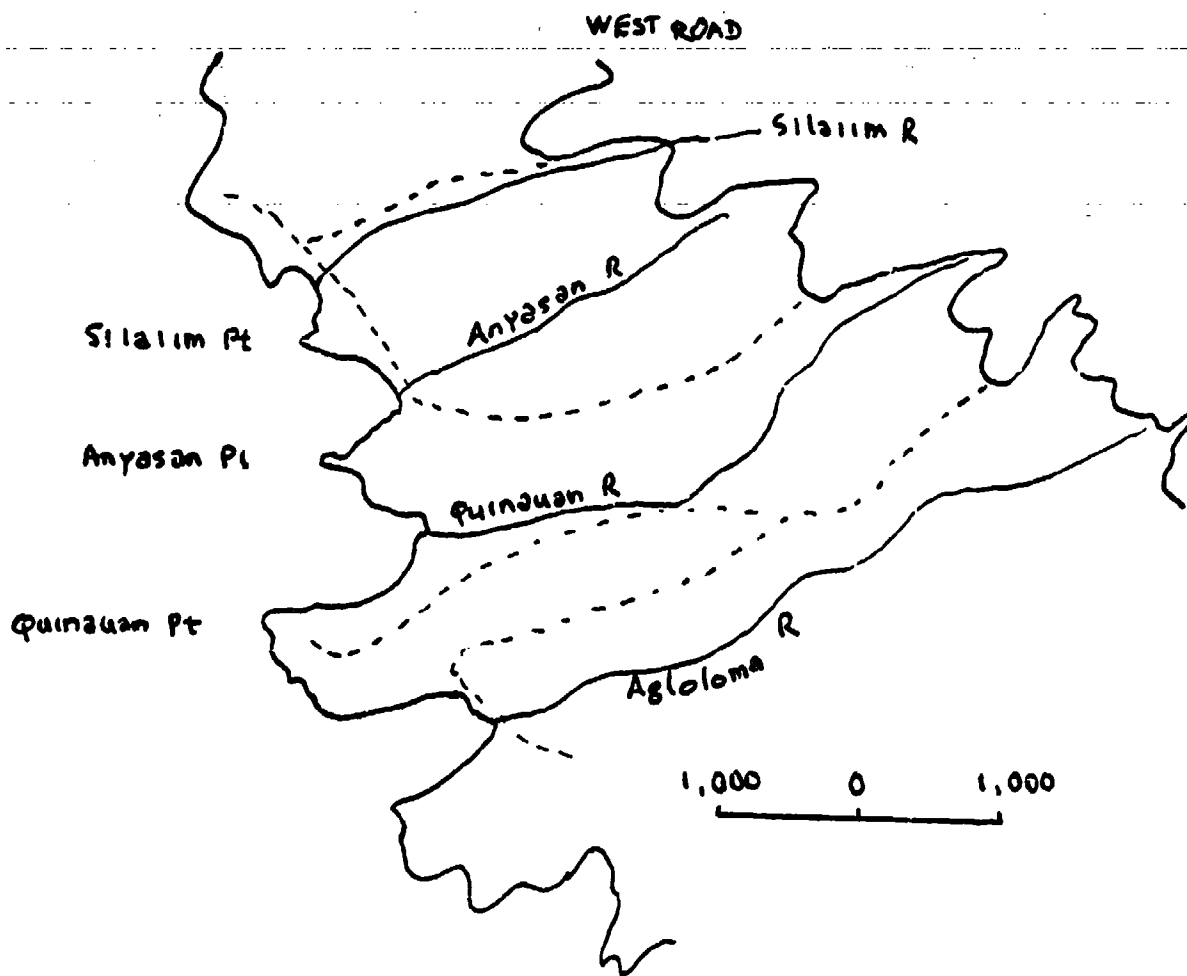 WEST ROAD
Silaiim R
Anyasan R
Silaiim Pt
Anyasan Pt
Quinauan R
Quinauan Pt
Agloloma R
1,000 0 1,000